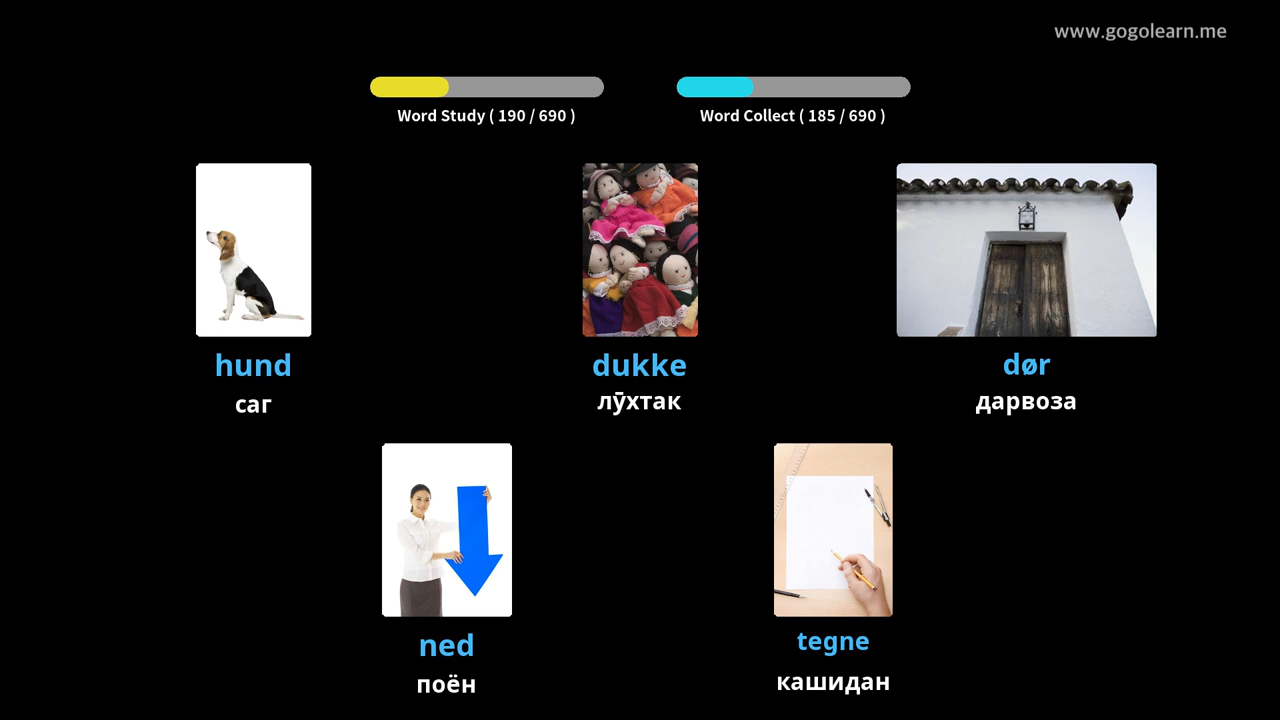 www.gogolearn.me
Word Study ( 190 / 690 )
Word Collect ( 185 / 690 )
hund
dukke
dør
саг
лӯхтак
дарвоза
ned
tegne
поён
кашидан